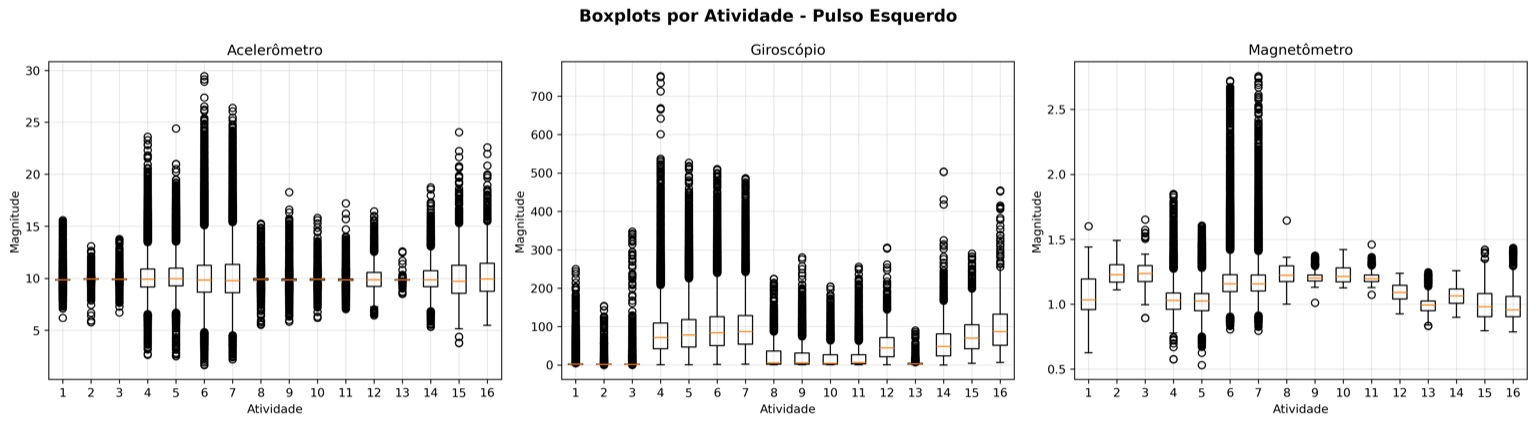 Boxplots por Atividade - Pulso Esquerdo
Acelerômetro
Magnitude
30
25
20
15
10
5
1 2 3 4 5 6 7 8 9 10 11 12 13 14 15 16
Atividade
Giroscópio
Magnitude
700
600
500
400
300
200
100
0
1 2 3 4 5 6 7 8 9 10 11 12 13 14 15 16
Atividade
Magnetômetro
Magnitude
2.5
2.0
1.5
1.0
0.5
1 2 3 4 5 6 7 8 9 10 11 12 13 14 15 16
Atividade